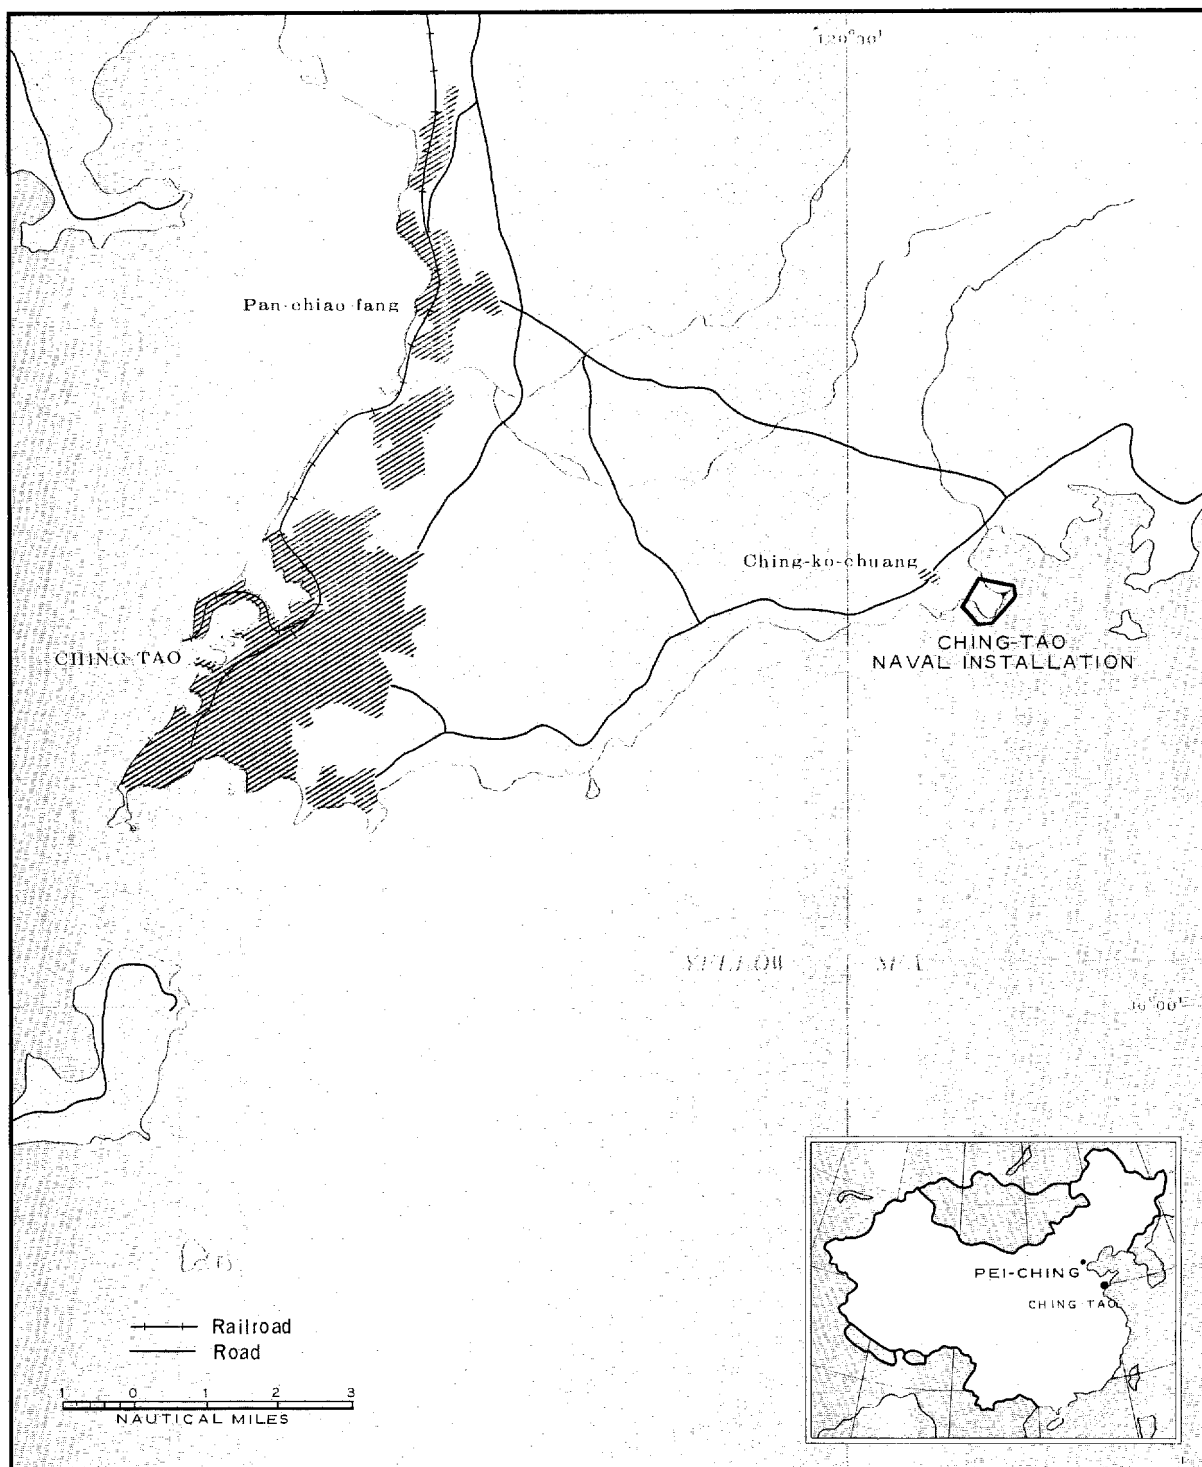 120°30'
Pan-chiao-fang
Ching-ko-chuang
CHING-TAO
CHING-TAO
NAVAL INSTALLATION
YELLOW SEA
36°00'
PEI-CHING
CHING TAO
Railroad
Road
1 0 1 2 3
NAUTICAL MILES